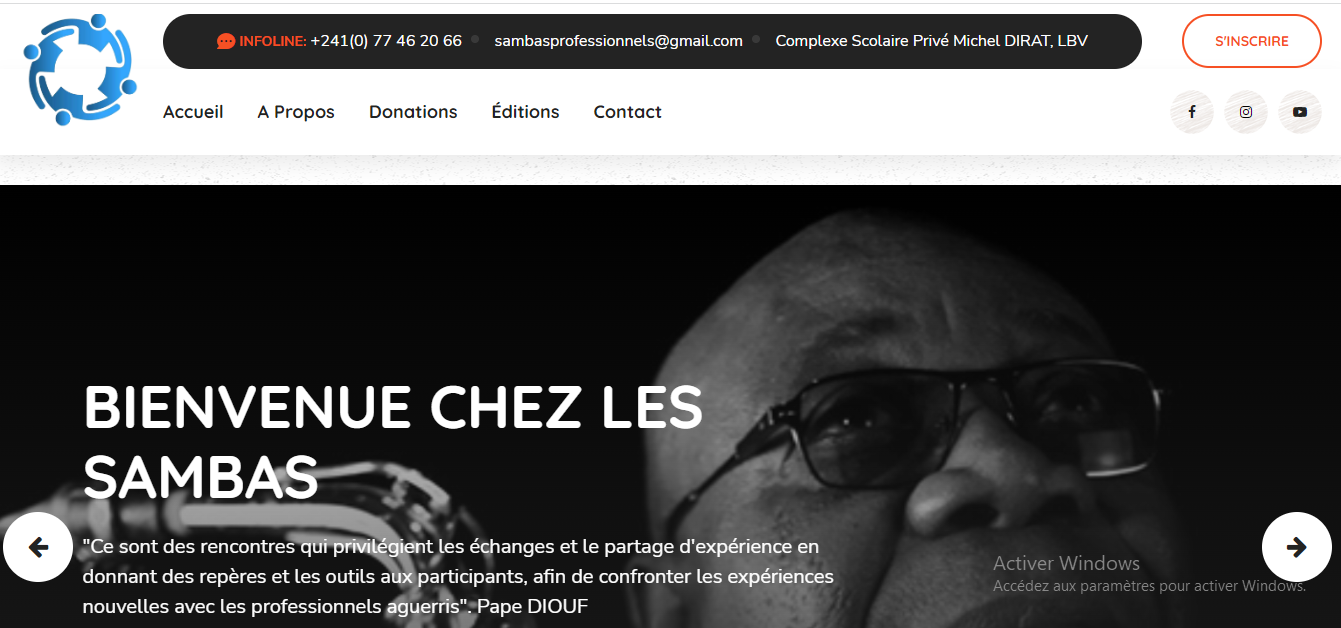 INFOLINE: +241(0) 77 46 20 66
sambasprofessionnels@gmail.com
Complexe Scolaire Privé Michel DIRAT, LBV
S'INSCRIRE
Accueil
A Propos
Donations
Éditions
Contact
BIENVENUE CHEZ LES
SAMBAS
"Ce sont des rencontres qui privilégient les échanges et le partage d'expérience en
donnant des repères et les outils aux participants, afin de confronter les expériences
nouvelles avec les professionnels aguerris". Pape DIOUF
Activer Windows
Accédez aux paramètres pour activer Windows.